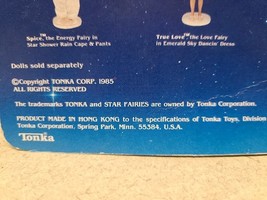 Spice,™ the Energy Fairy in
Star Shower Rain Cape & Pants
True Love™ the Love Fairy
in Emerald Sky Dancin' Dress
Dolls sold separately
©Copyright TONKA CORP. 1985
ALL RIGHTS RESERVED
The trademarks TONKA and STAR FAIRIES are owned by Tonka Corporation.
PRODUCT MADE IN HONG KONG to the specifications of Tonka Toys, Division
Tonka Corporation, Spring Park, Minn. 55384, U.S.A.
Tonka